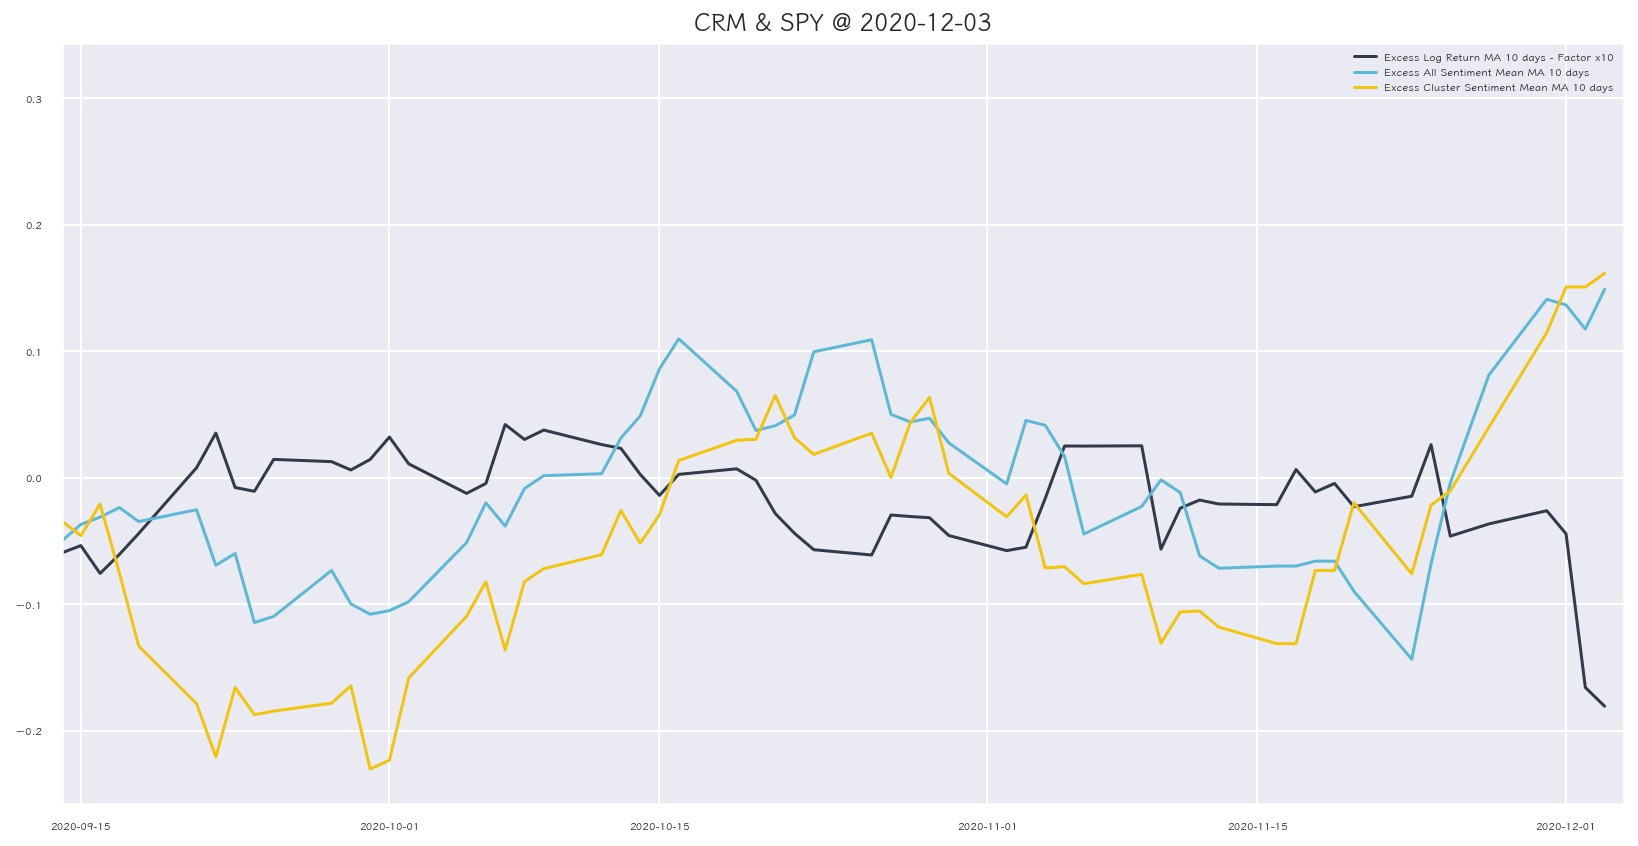 CRM & SPY @ 2020-12-03
Excess Log Return MA 10 days - Factor x10
Excess All Sentiment Mean MA 10 days
Excess Cluster Sentiment Mean MA 10 days
0.3
0.2
0.1
0.0
−0.1
−0.2
2020-09-15 2020-10-01 2020-10-15 2020-11-01 2020-11-15 2020-12-01